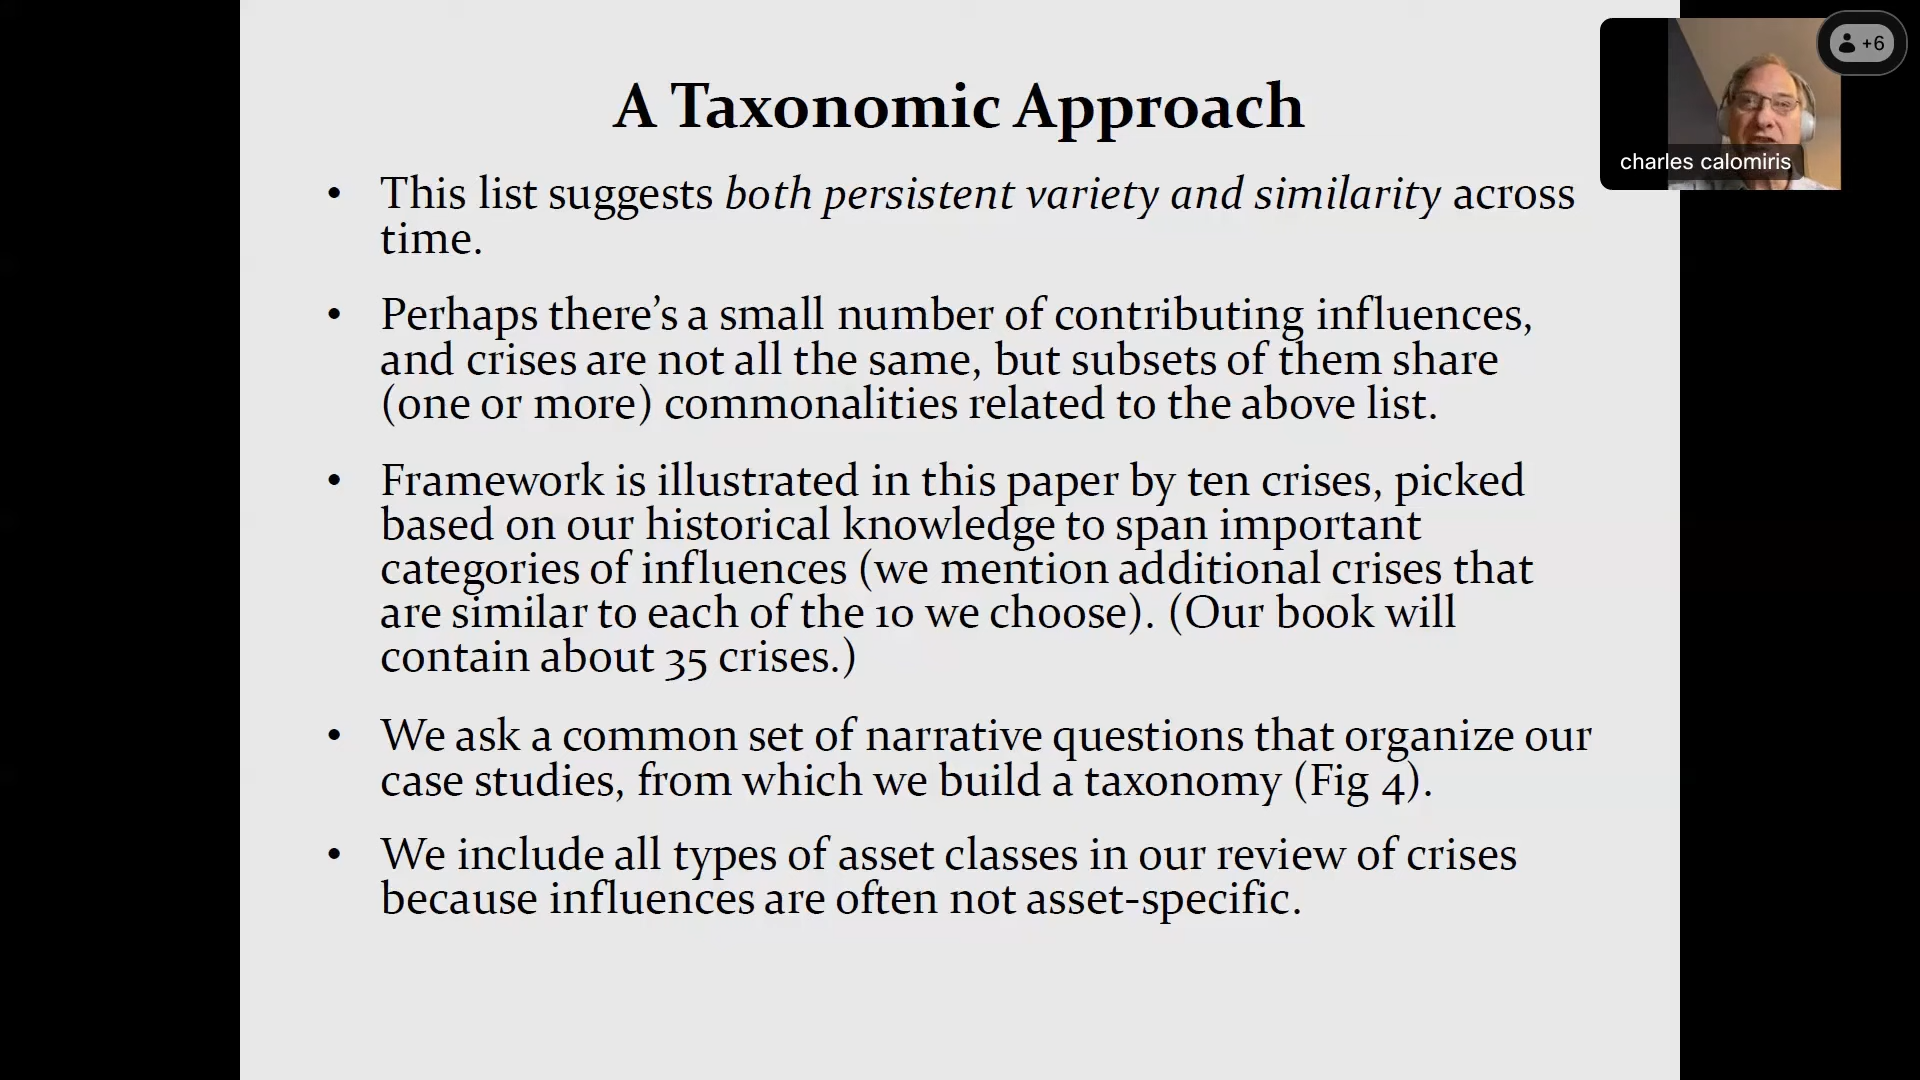 A Taxonomic Approach
+6
charles calomiris
• This list suggests both persistent variety and similarity across
time.
• Perhaps there’s a small number of contributing influences,
and crises are not all the same, but subsets of them share
(one or more) commonalities related to the above list.
• Framework is illustrated in this paper by ten crises, picked
based on our historical knowledge to span important
categories of influences (we mention additional crises that
are similar to each of the 10 we choose). (Our book will
contain about 35 crises.)
• We ask a common set of narrative questions that organize our
case studies, from which we build a taxonomy (Fig 4).
• We include all types of asset classes in our review of crises
because influences are often not asset-specific.